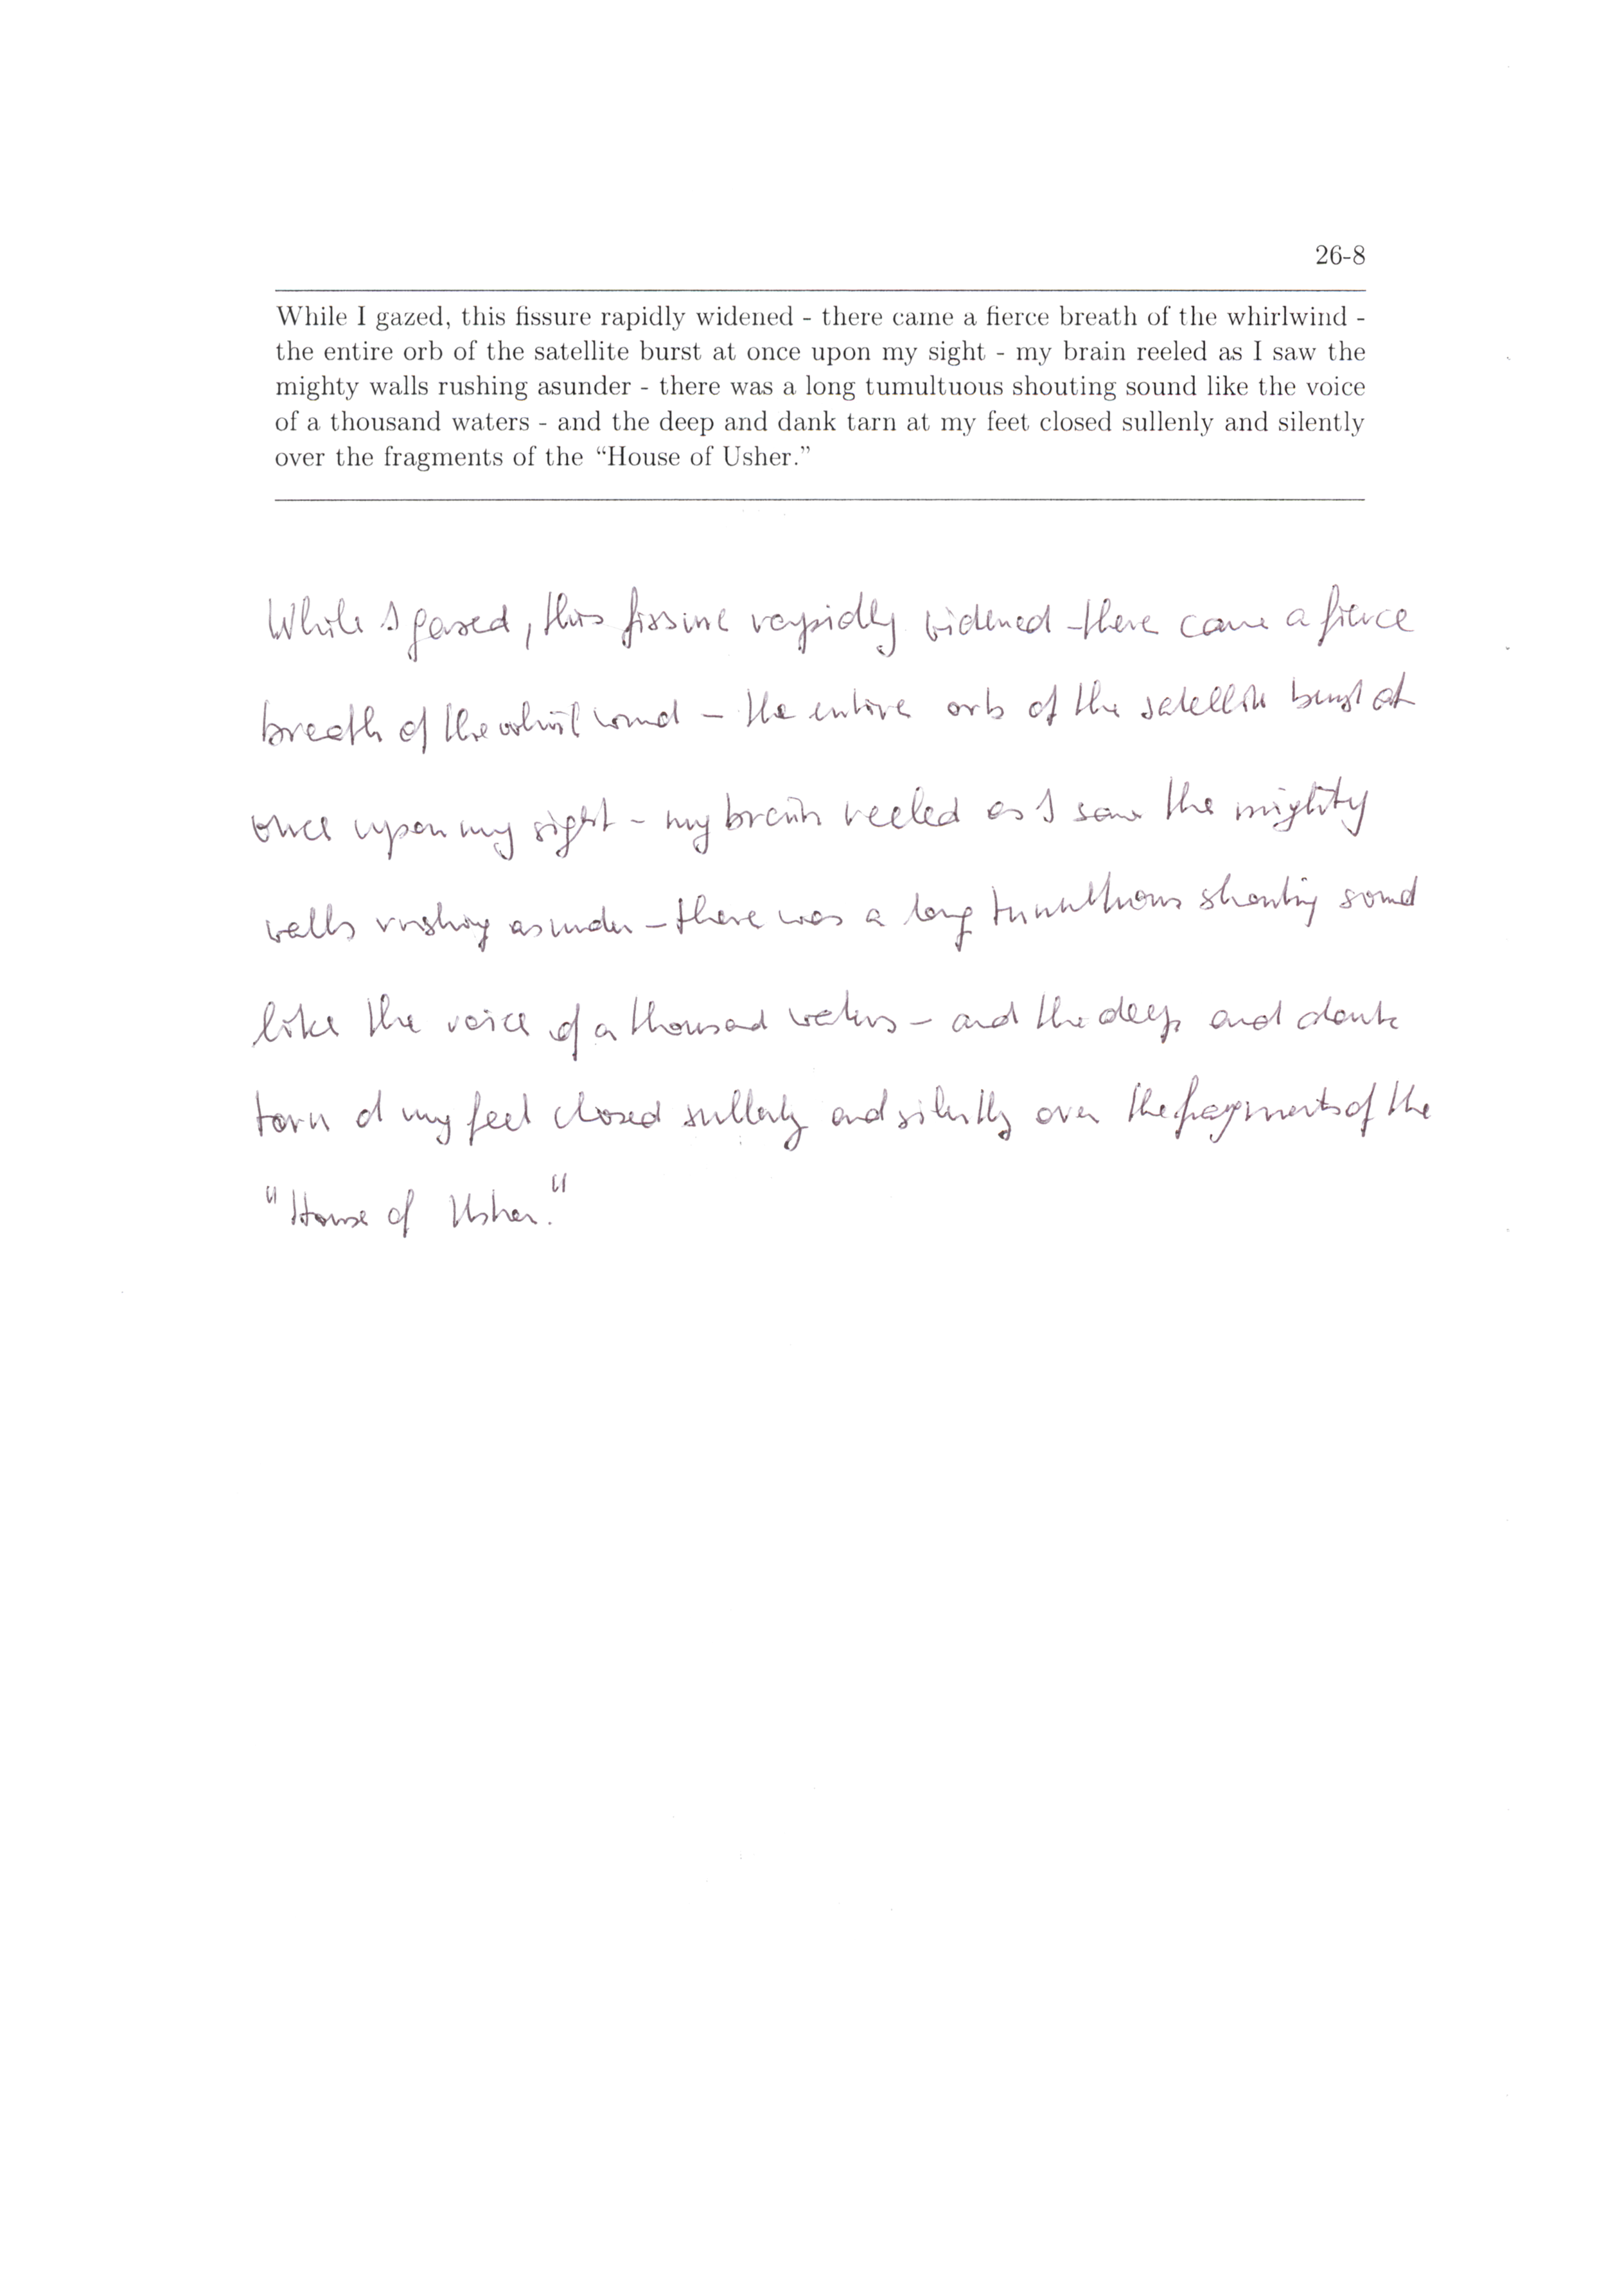 26-8
While I gazed, this fissure rapidly widened - there came a fierce breath of the whirlwind -
the entire orb of the satellite burst at once upon my sight - my brain reeled as I saw the
mighty walls rushing asunder - there was a long tumultuous shouting sound like the voice
of a thousand waters - and the deep and dank tarn at my feet closed sullenly and silently
over the fragments of the “House of Usher.”
While I gazed, this fissure rapidly widened - there came a fierce
breath of the whirlwind - the entire orb of the satellite burst at
once upon my sight - my brain reeled as I saw the mighty
walls rushing asunder - there was a long tumultuous shouting sound
like the voice of a thousand waters - and the deep and dank
tarn at my feet closed sullenly and silently over the fragments of the
"House of Usher."